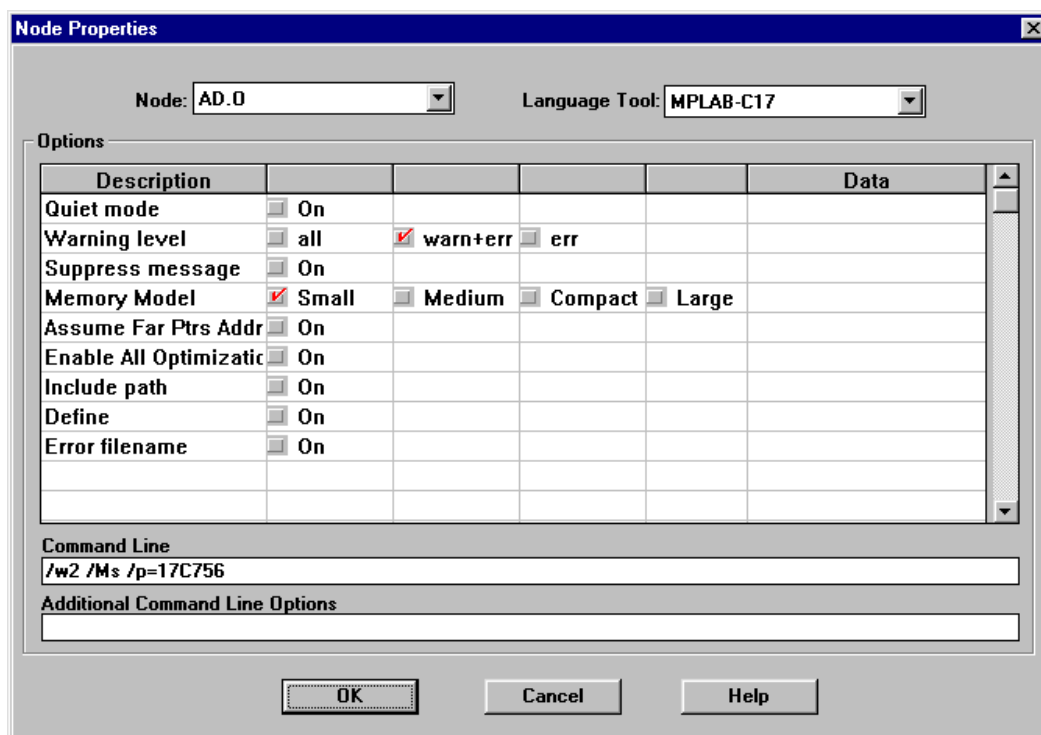 Node Properties
Node: AD.O Language Tool: MPLAB-C17
Options
Description Data
Quiet mode On
Warning level all warn+err err
Suppress message On
Memory Model Small Medium Compact Large
Assume Far Ptrs Addr On
Enable All Optimizatic On
Include path On
Define On
Error filename On
Command Line
/w2 /Ms /p=17C756
Additional Command Line Options
OK Cancel Help